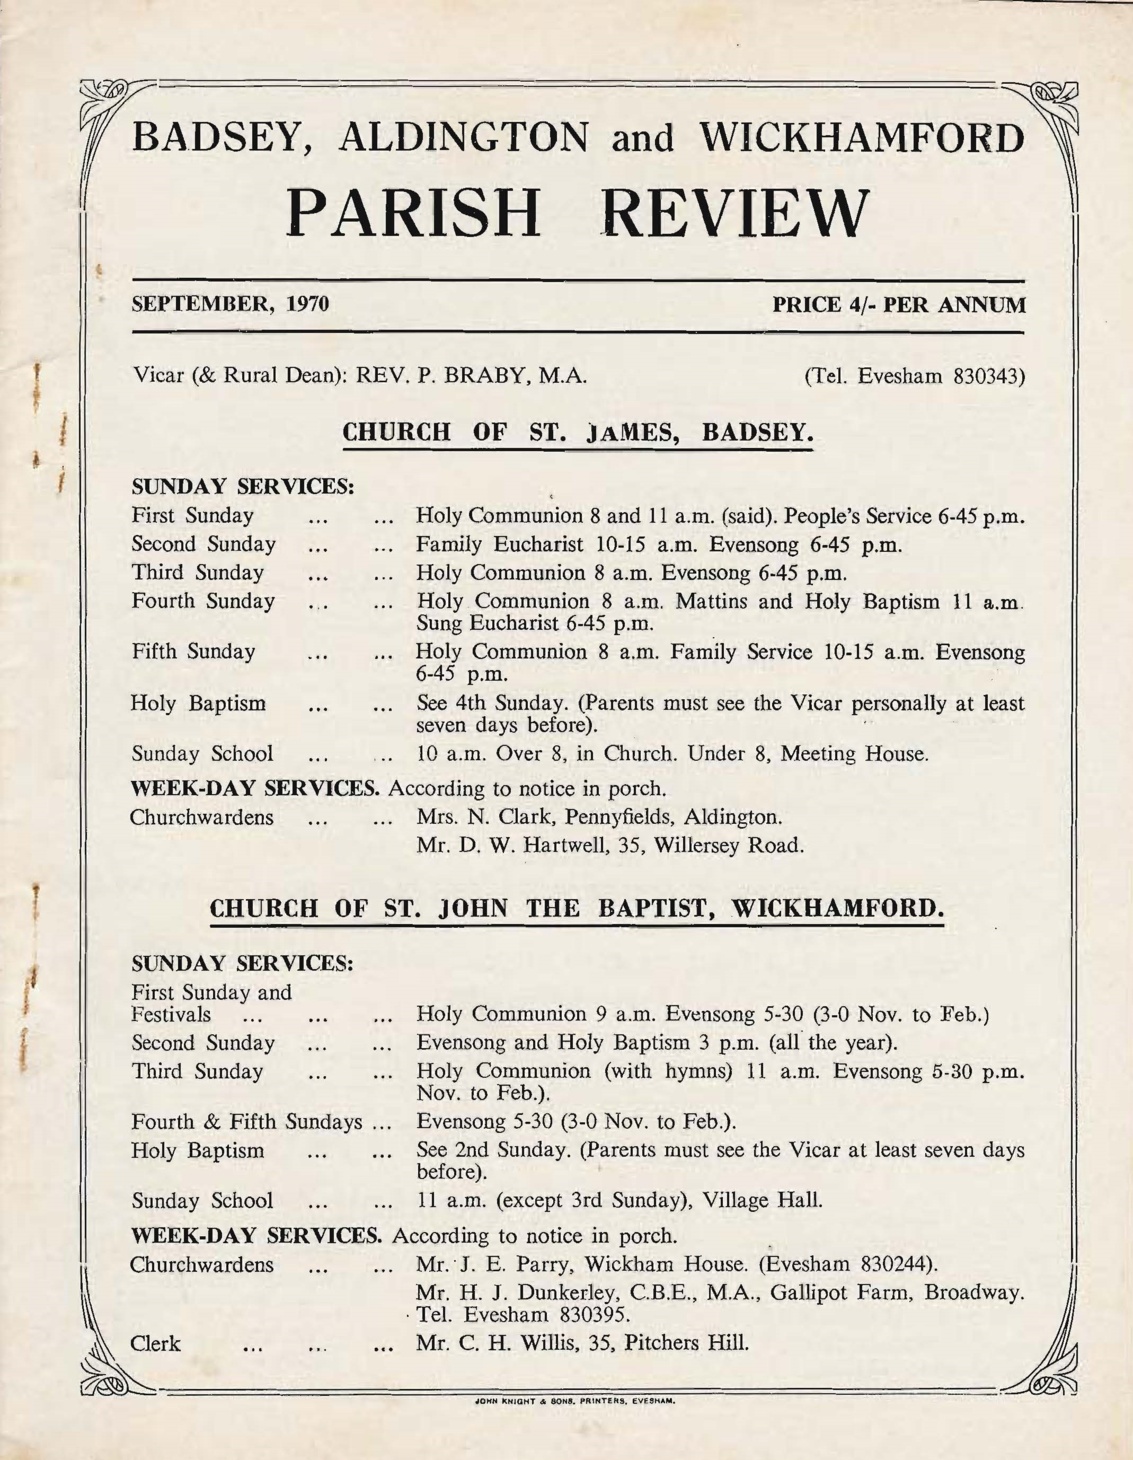 BADSEY, ALDINGTON and WICKHAMFORD
PARISH REVIEW
SEPTEMBER, 1970 PRICE 4/- PER ANNUM
Vicar (& Rural Dean): REV. P. BRABY, M.A. (Tel. Evesham 830343)
CHURCH OF ST. JAMES, BADSEY.
SUNDAY SERVICES:
First Sunday ... ... Holy Communion 8 and 11 a.m. (said). People's Service 6-45 p.m.
Second Sunday ... ... Family Eucharist 10-15 a.m. Evensong 6-45 p.m.
Third Sunday ... ... Holy Communion 8 a.m. Evensong 6-45 p.m.
Fourth Sunday ... ... Holy Communion 8 a.m. Mattins and Holy Baptism 11 a.m.
Sung Eucharist 6-45 p.m.
Fifth Sunday ... ... Holy Communion 8 a.m. Family Service 10-15 a.m. Evensong
6-45 p.m.
Holy Baptism ... ... See 4th Sunday. (Parents must see the Vicar personally at least
seven days before).
Sunday School ... ... 10 a.m. Over 8, in Church. Under 8, Meeting House.
WEEK-DAY SERVICES. According to notice in porch.
Churchwardens ... ... Mrs. N. Clark, Pennyfields, Aldington.
Mr. D. W. Hartwell, 35, Willersey Road.
CHURCH OF ST. JOHN THE BAPTIST, WICKHAMFORD.
SUNDAY SERVICES:
First Sunday and
Festivals ... ... ... Holy Communion 9 a.m. Evensong 5-30 (3-0 Nov. to Feb.)
Second Sunday ... ... Evensong and Holy Baptism 3 p.m. (all the year).
Third Sunday ... ... Holy Communion (with hymns) 11 a.m. Evensong 5-30 p.m.
Nov. to Feb.).
Fourth & Fifth Sundays ... Evensong 5-30 (3-0 Nov. to Feb.).
Holy Baptism ... ... See 2nd Sunday. (Parents must see the Vicar at least seven days
before).
Sunday School ... ... 11 a.m. (except 3rd Sunday), Village Hall.
WEEK-DAY SERVICES. According to notice in porch.
Churchwardens ... ... Mr. J. E. Parry, Wickham House. (Evesham 830244).
Mr. H. J. Dunkerley, C.B.E., M.A., Gallipot Farm, Broadway.
Tel. Evesham 830395.
Clerk ... ... ... Mr. C. H. Willis, 35, Pitchers Hill.
JOHN KNIGHT & SONS, PRINTERS, EVESHAM.